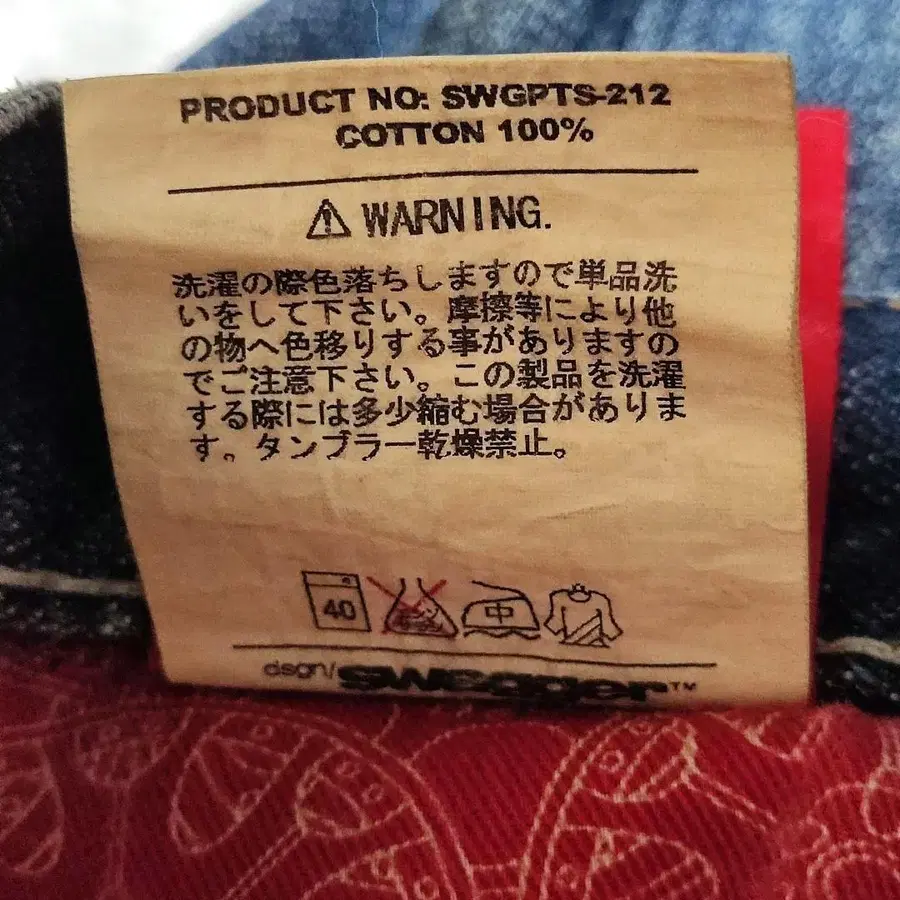 PRODUCT NO: SWGPTS-212
COTTON 100%
WARNING.
洗濯の際色落ちしますので単品洗
いをして下さい。摩擦等により他
の物へ色移りする事がありますの
でご注意下さい。この製品を洗濯
する際には多少縮む場合がありま
す。タンブラー乾燥禁止。
40 中
dsgn/swagger™